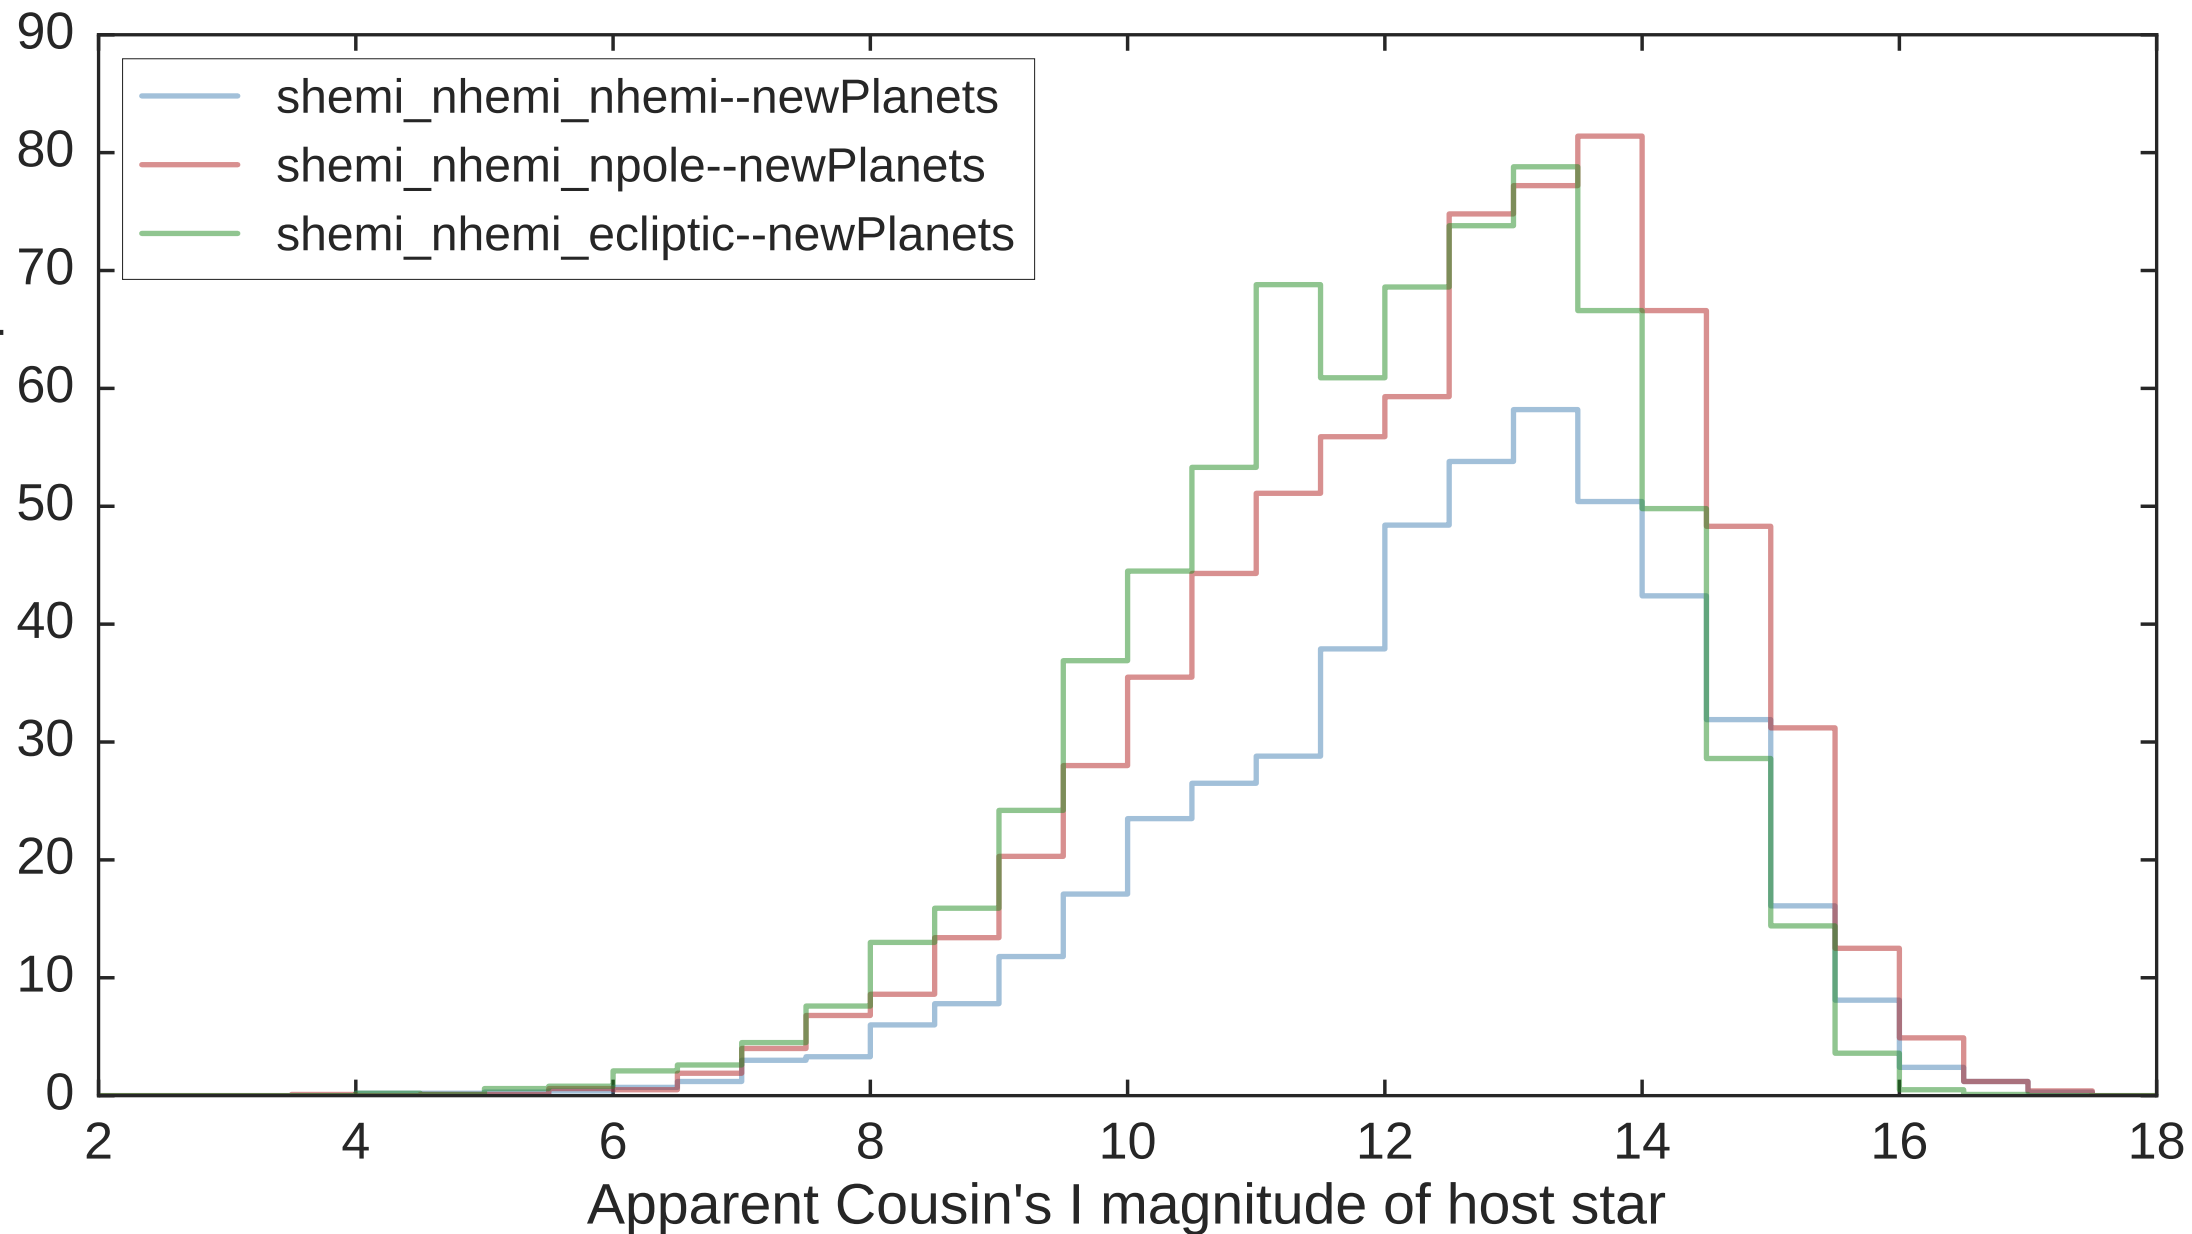 90
80
70
60
50
40
30
20
10
0
shemi_nhemi_nhemi--newPlanets
shemi_nhemi_npole--newPlanets
shemi_nhemi_ecliptic--newPlanets
2 4 6 8 10 12 14 16 18
Apparent Cousin's I magnitude of host star